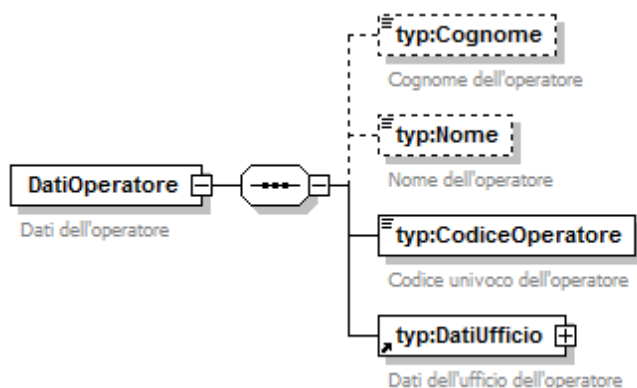 typ:Cognome
Cognome dell'operatore
typ:Nome
Nome dell'operatore
DatiOperatore
Dati dell'operatore
typ:CodiceOperatore
Codice univoco dell'operatore
typ:DatiUfficio
Dati dell'ufficio dell'operatore